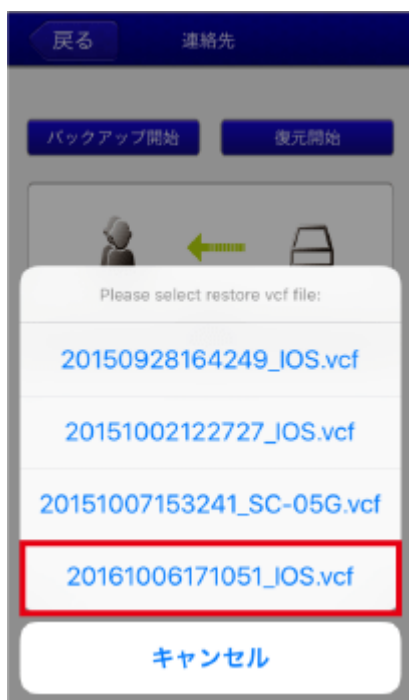 戻る
連絡先
バックアップ開始
復元開始
Please select restore vcf file:
20150928164249_IOS.vcf
20151002122727_IOS.vcf
20151007153241_SC-05G.vcf
20161006171051_IOS.vcf
キャンセル